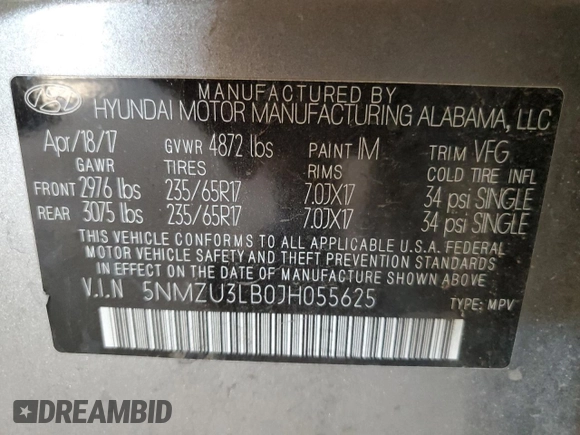 MANUFACTURED BY
HYUNDAI MOTOR MANUFACTURING ALABAMA, LLC
Apr/18/17 GVWR 4872 lbs PAINT IM TRIM VFG
GAWR TIRES RIMS COLD TIRE INFL
FRONT 2976 lbs 235/65R17 7.0JX17 34 psi SINGLE
REAR 3075 lbs 235/65R17 7.0JX17 34 psi SINGLE
THIS VEHICLE CONFORMS TO ALL APPLICABLE U.S.A. FEDERAL
MOTOR VEHICLE SAFETY AND THEFT PREVENTION STANDARDS
IN EFFECT ON THE DATE OF MANUFACTURE SHOWN ABOVE.
V.I.N 5NMZU3LB0JH055625 TYPE: MPV
DREAMBID